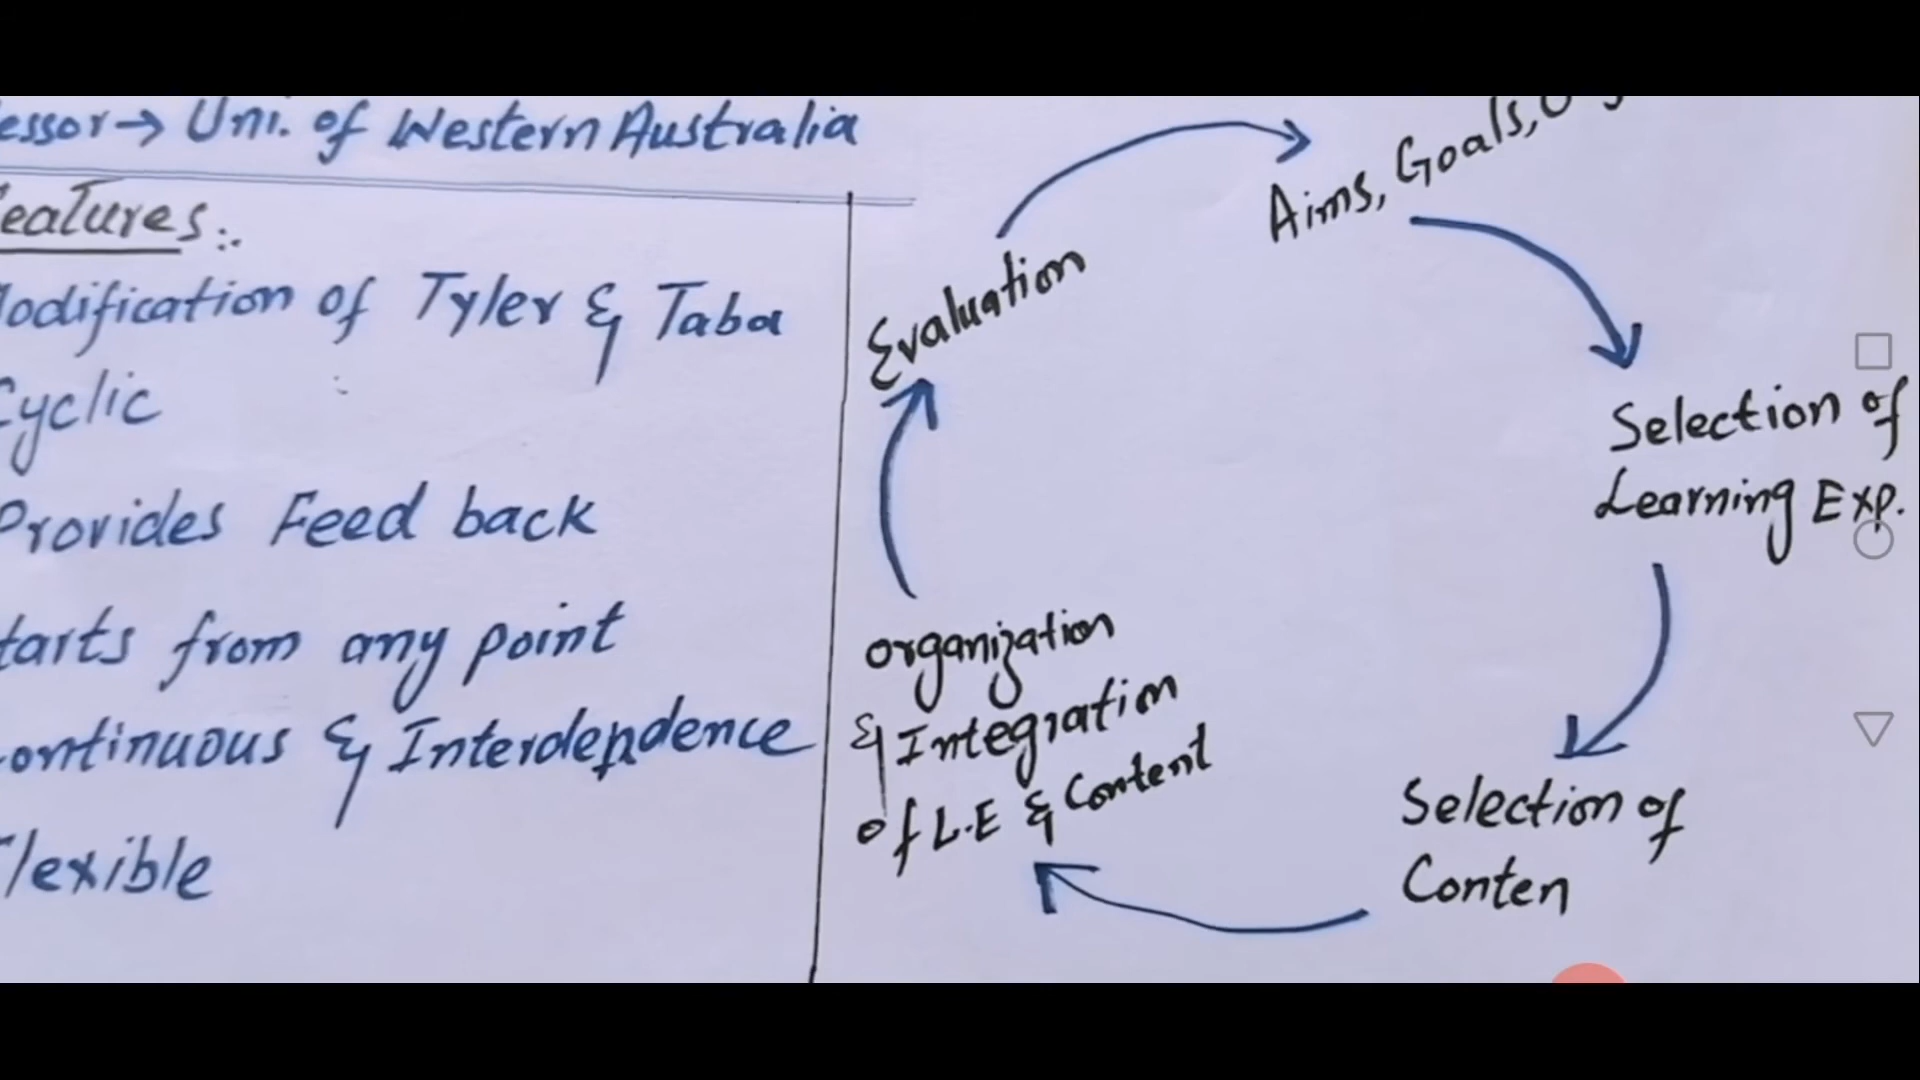 essor→ Uni. of Western Australia
eatures:-
odification of Tyler & Taba
Cyclic
Provides Feed back
tarts from any point
ontinuous & Interdependence
Flexible
Aims, Goals,
Selection of
Learning Exp.
Selection of
Conten
organization
& Integration
of L.E & Content
Evaluation